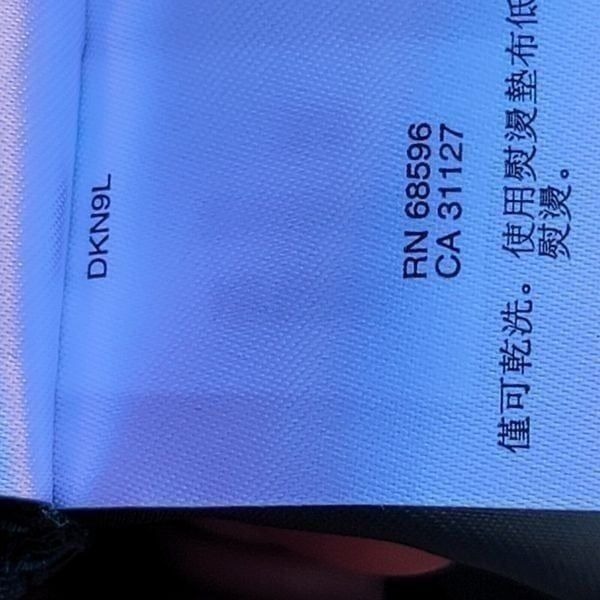 DKN9L
RN 68596
CA 31127
僅可乾洗。使用熨燙墊布低
熨燙。